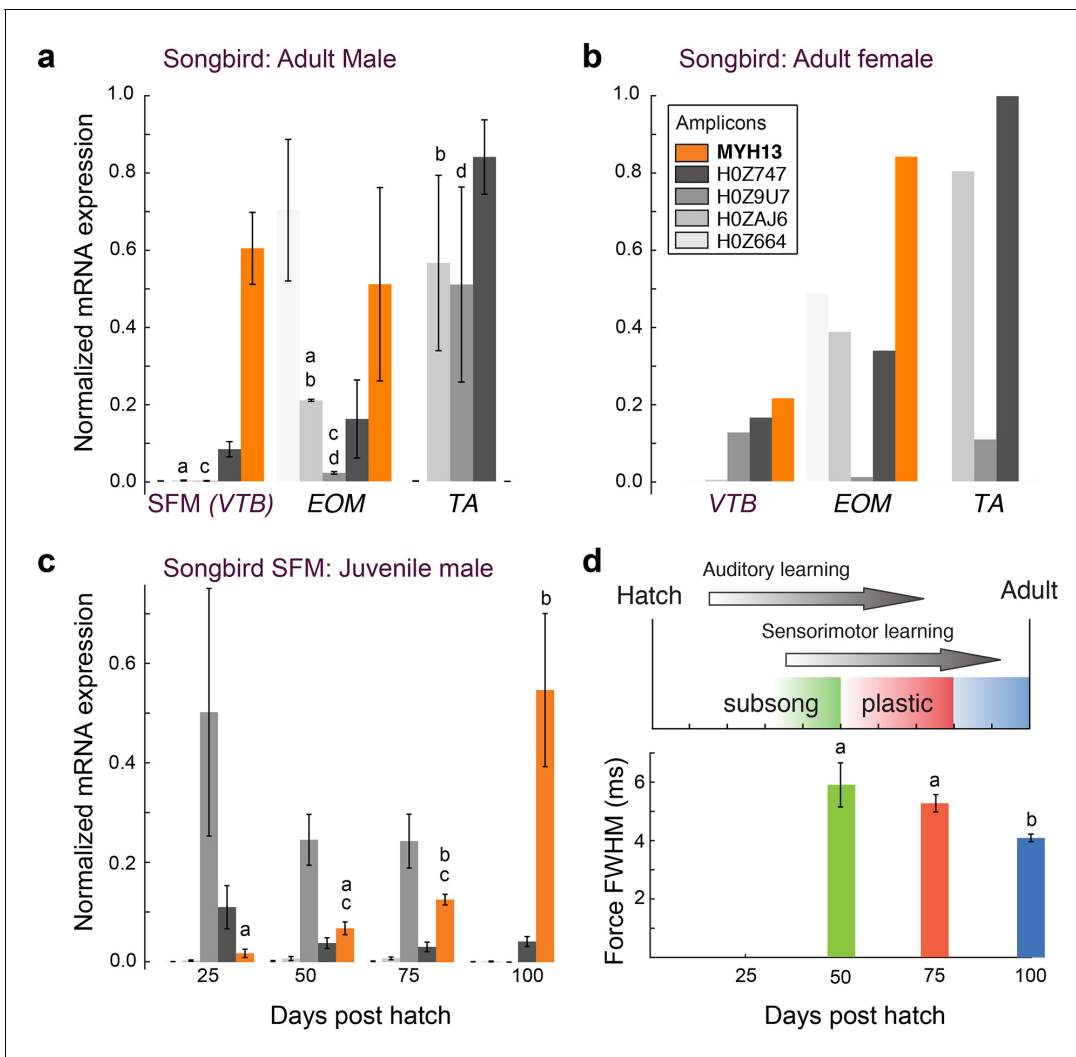 a
Songbird: Adult Male
Normalized mRNA expression
1.0
0.8
0.6
0.4
0.2
0.0
a
c
a
b
c
d
b
d
SFM (VTB)
EOM
TA
b
Songbird: Adult female
1.0
0.8
0.6
0.4
0.2
0.0
Amplicons
MYH13
H0Z747
H0Z9U7
H0ZAJ6
H0Z664
VTB
EOM
TA
c
Songbird SFM: Juvenile male
Normalized mRNA expression
0.6
0.4
0.2
0.0
a
a
c
b
c
b
25
50
75
100
Days post hatch
d
Auditory learning
Hatch
Adult
Sensorimotor learning
subsong
plastic
Force FWHM (ms)
6
4
2
a
a
b
25
50
75
100
Days post hatch